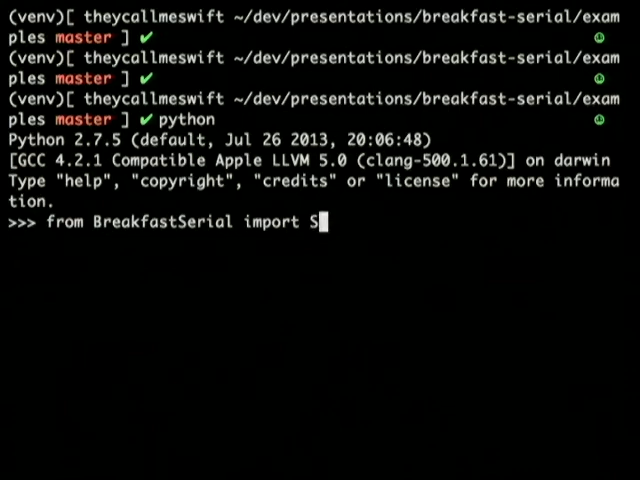 (venv)[ theycallmeswift ~/dev/presentations/breakfast-serial/exam
ples master ] ✔ ☺
(venv)[ theycallmeswift ~/dev/presentations/breakfast-serial/exam
ples master ] ✔ ☺
(venv)[ theycallmeswift ~/dev/presentations/breakfast-serial/exam
ples master ] ✔ python ☺
Python 2.7.5 (default, Jul 26 2013, 20:06:48)
[GCC 4.2.1 Compatible Apple LLVM 5.0 (clang-500.1.61)] on darwin
Type "help", "copyright", "credits" or "license" for more informa
tion.
>>> from BreakfastSerial import S